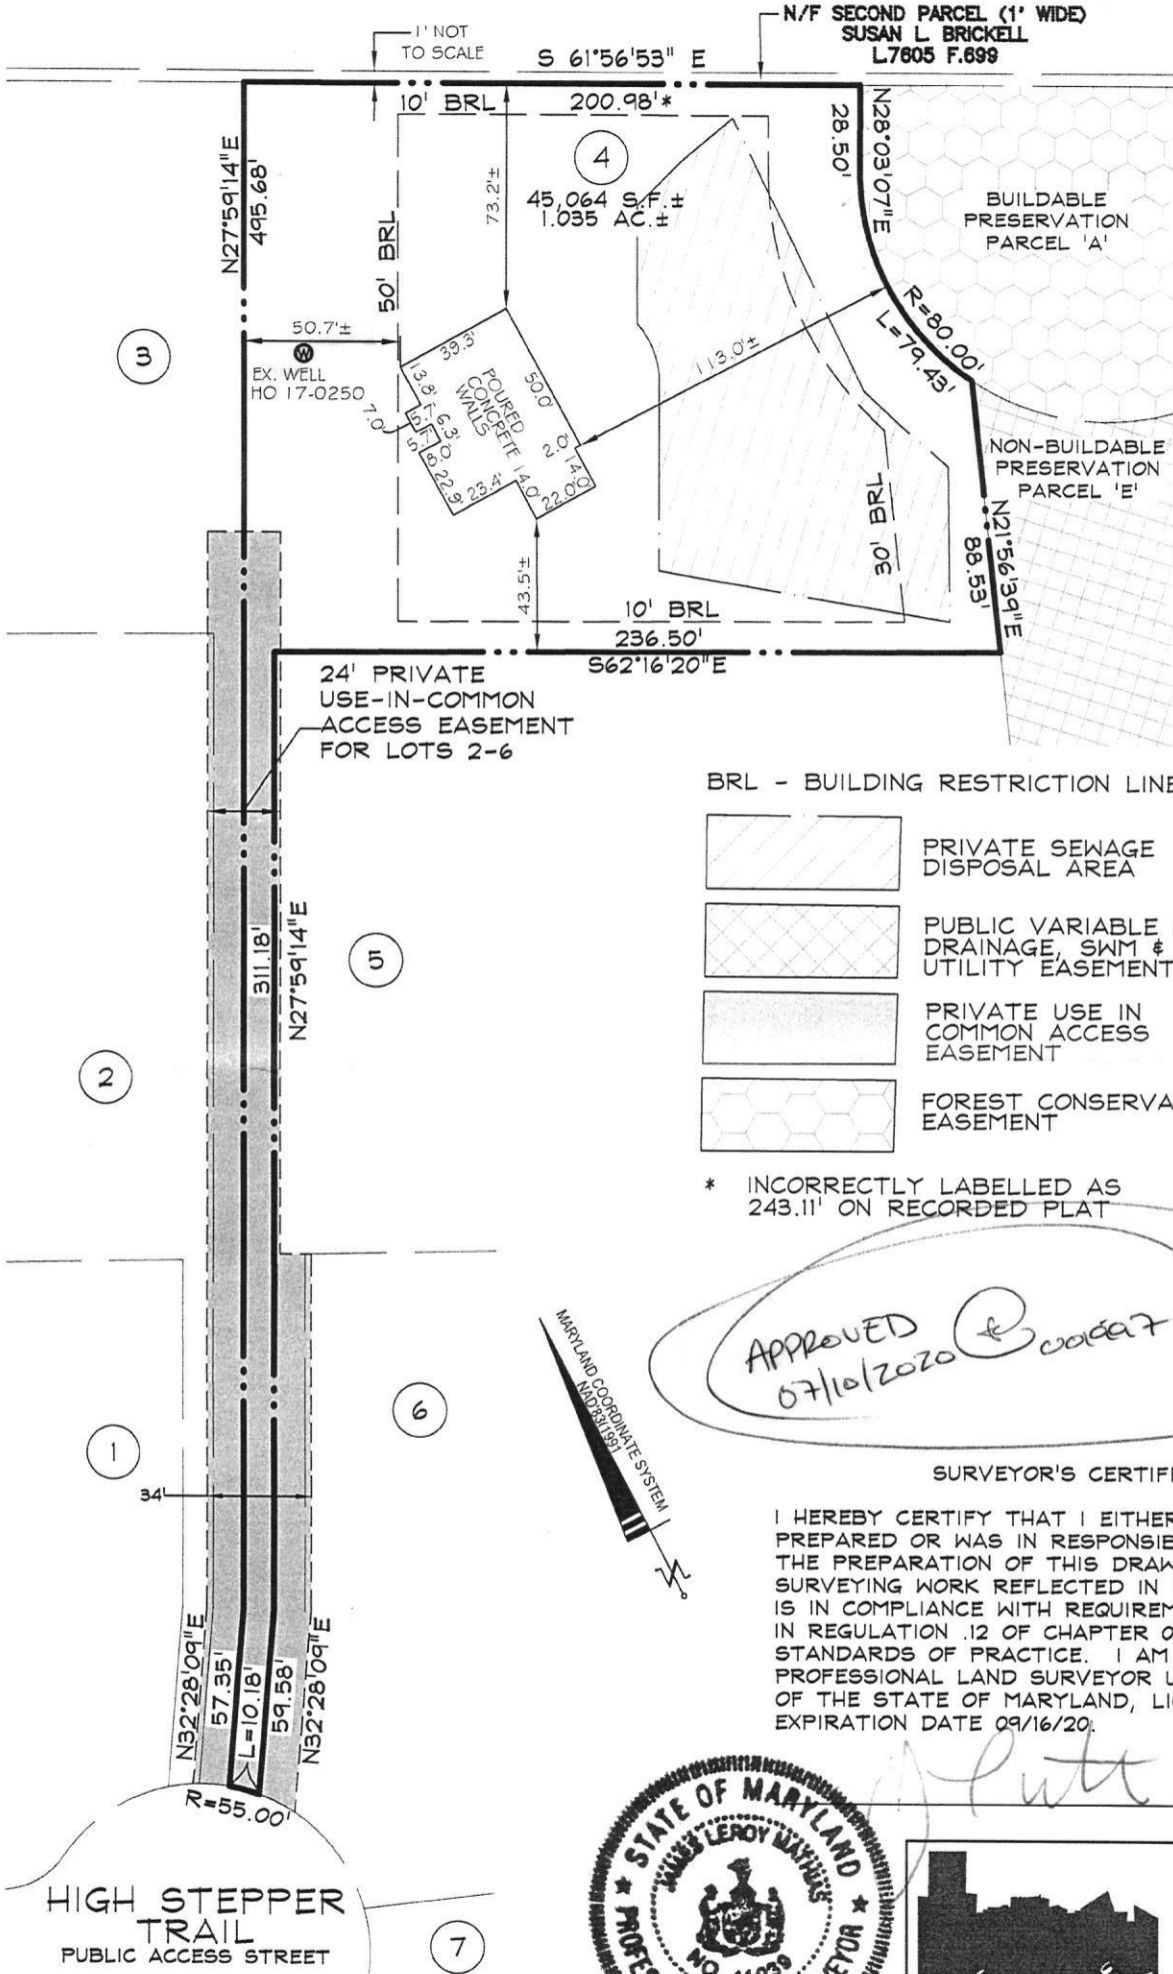 N/F SECOND PARCEL (1' WIDE)
SUSAN L BRICKELL
L.7605 F.699
1' NOT
TO SCALE
S 61°56'53" E
10' BRL
200.98'*
N28°03'07"E
28.50'
N27°59'14"E
495.68'
4
45,064 S.F.±
1.035 AC.±
73.2'±
50' BRL
BUILDABLE
PRESERVATION
PARCEL 'A'
R=80.00'
L=79.43'
3
50.7'±
W
EX. WELL
HO 17-0250
39.3'
50.0'
POURED
CONCRETE
WALLS
13.8'
7.0'
6.3'
22.9'
23.4'
14.0'
22.0'
14.0'
2.0'
113.0'±
NON-BUILDABLE
PRESERVATION
PARCEL 'E'
30' BRL
N21°56'39"E
88.53'
43.5'±
10' BRL
236.50'
S62°16'20"E
24' PRIVATE
USE-IN-COMMON
ACCESS EASEMENT
FOR LOTS 2-6
BRL - BUILDING RESTRICTION LINE
PRIVATE SEWAGE
DISPOSAL AREA
PUBLIC VARIABLE
DRAINAGE, SWM &
UTILITY EASEMENT
PRIVATE USE IN
COMMON ACCESS
EASEMENT
FOREST CONSERVA
EASEMENT
* INCORRECTLY LABELLED AS
243.11' ON RECORDED PLAT
311.18'
N27°59'14"E
5
2
APPROVED
07/10/2020
MARYLAND COORDINATE SYSTEM
NAD'83/1991
6
1
34'
SURVEYOR'S CERTIFI
I HEREBY CERTIFY THAT I EITHER
PREPARED OR WAS IN RESPONSIB
THE PREPARATION OF THIS DRAW
SURVEYING WORK REFLECTED IN
IS IN COMPLIANCE WITH REQUIREM
IN REGULATION .12 OF CHAPTER O
STANDARDS OF PRACTICE. I AM
PROFESSIONAL LAND SURVEYOR U
OF THE STATE OF MARYLAND, LI
EXPIRATION DATE 09/16/20.
N32°28'09"E
57.35'
L=10.18'
59.58'
N32°28'09"E
R=55.00'
HIGH STEPPER
TRAIL
PUBLIC ACCESS STREET
7
STATE OF MARYLAND
JAMES LEROY MATHIAS